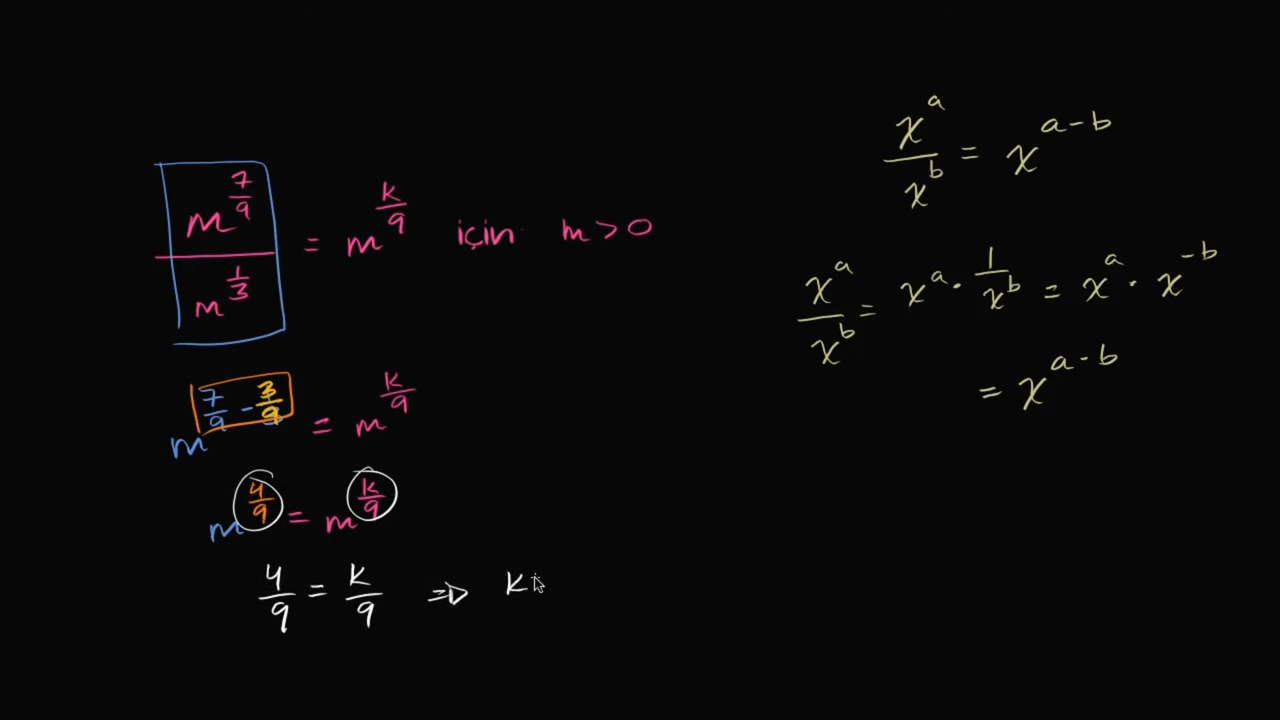 m^(7/9) / m^(1/3) = m^(k/9) için m > 0
m^(7/9 - 3/9) = m^(k/9)
m^(4/9) = m^(k/9)
4/9 = k/9 ⇒ k
x^a / x^b = x^(a-b)
x^a / x^b = x^a · 1/x^b = x^a · x^(-b)
= x^(a-b)